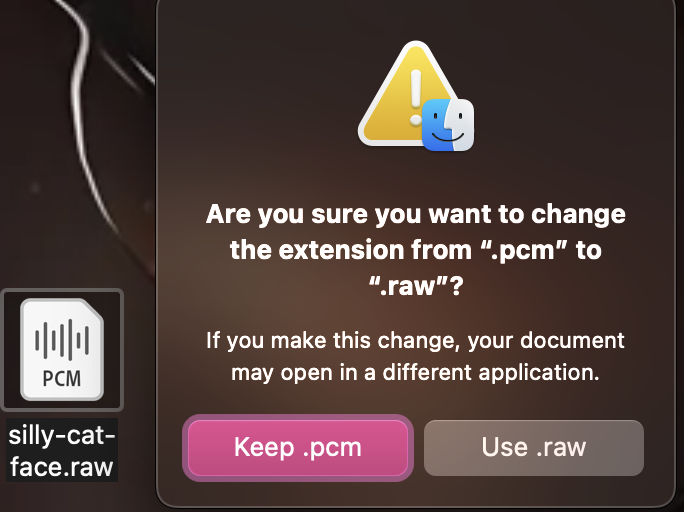 Are you sure you want to change
the extension from “.pcm” to
“.raw”?
If you make this change, your document
may open in a different application.
PCM
silly-cat-
face.raw
Keep .pcm
Use .raw